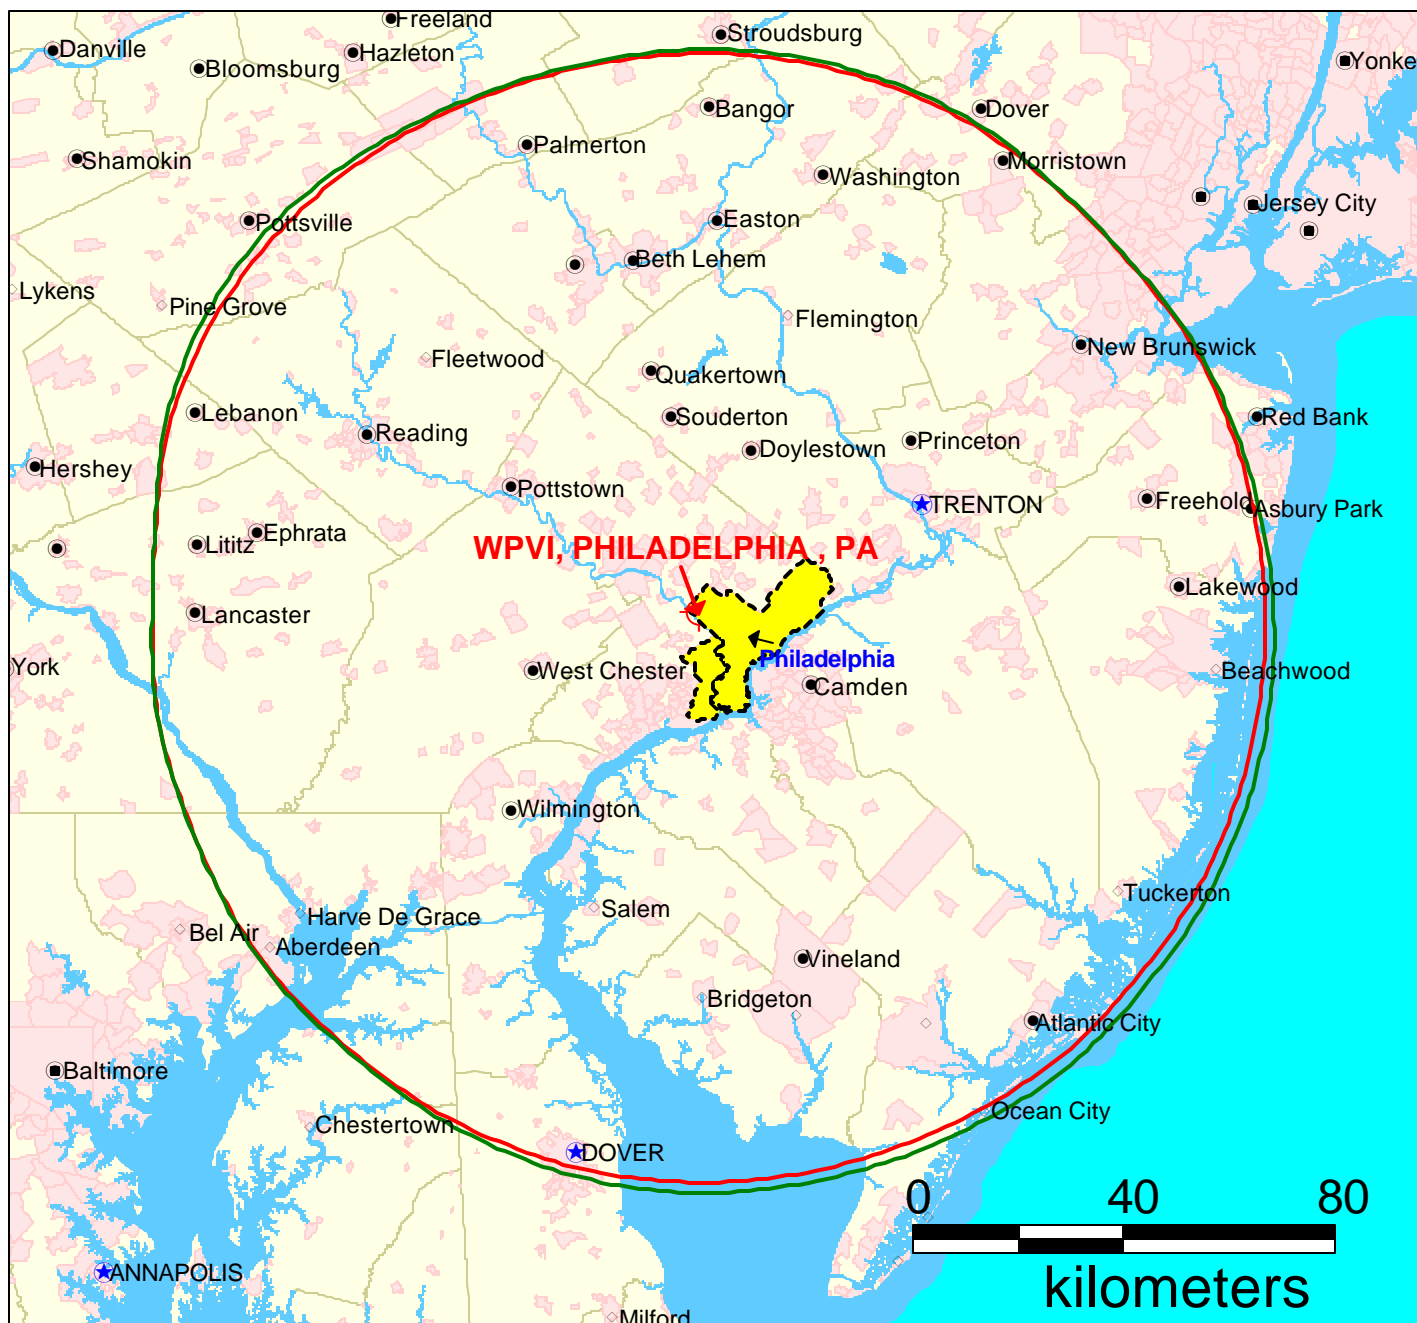 Freeland
Stroudsburg
Danville
Hazleton
Bloomsburg
Yonke
Bangor
Dover
Palmerton
Shamokin
Morristown
Washington
Jersey City
Pottsville
Easton
Beth Lehem
Lykens
Pine Grove
Flemington
Fleetwood
New Brunswick
Quakertown
Lebanon
Souderton
Red Bank
Reading
Princeton
Doylestown
Hershey
Pottstown
Freehold
TRENTON
Asbury Park
Ephrata
Lititz
WPVI, PHILADELPHIA , PA
Lakewood
Lancaster
Philadelphia
York
West Chester
Beachwood
Camden
Wilmington
Tuckerton
Salem
Harve De Grace
Bel Air
Aberdeen
Vineland
Bridgeton
Atlantic City
Baltimore
Ocean City
Chestertown
DOVER
0 40 80
ANNAPOLIS
kilometers
Milford